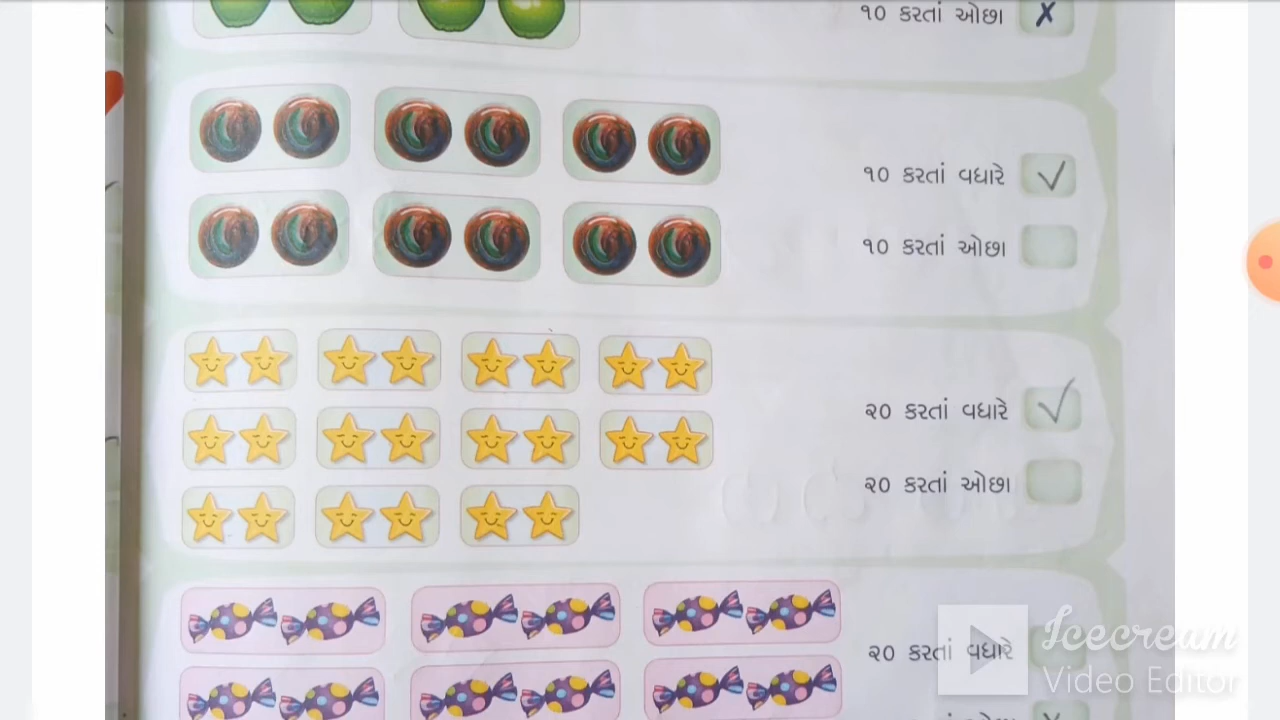 ૧૦ કરતાં ઓછા
૧૦ કરતાં વધારે
૧૦ કરતાં ઓછા
૨૦ કરતાં વધારે
૨૦ કરતાં ઓછા
૨૦ કરતાં વધારે
Icecream
Video Editor